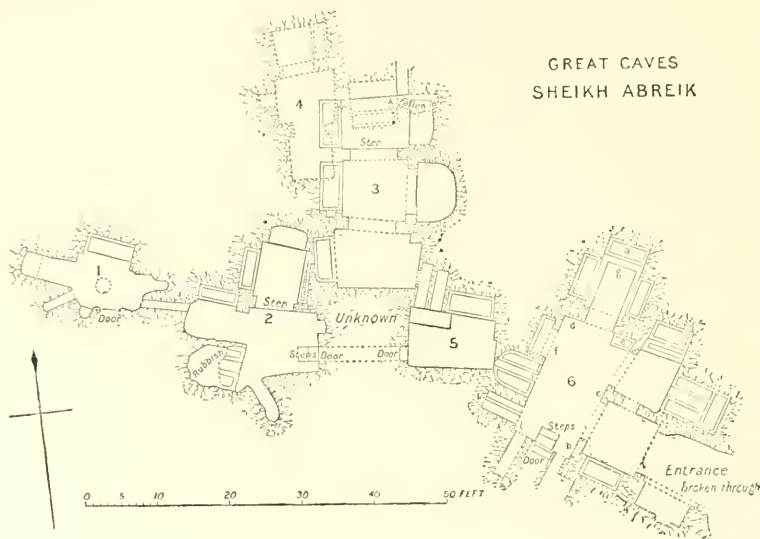 GREAT CAVES
SHEIKH ABREIK
4
Step
3
1
Door
Step
2
Unknown
Rubbish
Steps Door
Door
5
a
g
d
e
f
6
c
b
Steps
Door
Entrance
broken through
0 5 10 20 30 40 50 FEET